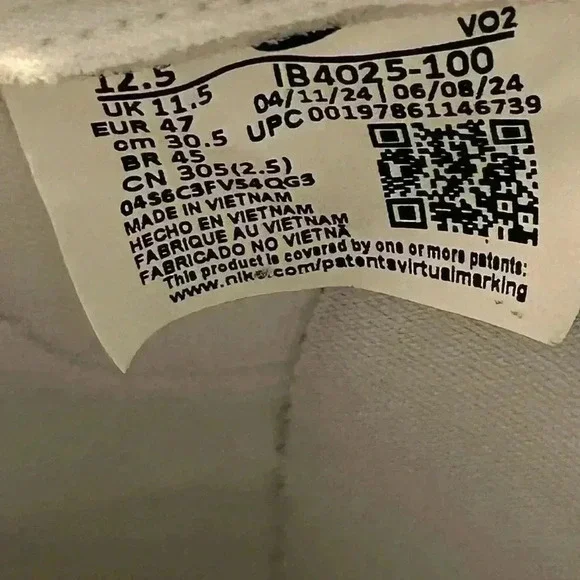 VO2
12.5 IB4025-100
UK 11.5 04/11/24 | 06/08/24
EUR 47 UPC 00197861146739
cm 30.5
BR 45
CN 305(2.5)
04S6C3FVS4QG3
MADE IN VIETNAM
HECHO EN VIETNAM
FABRIQUE AU VIETNAM
FABRICADO NO VIETNÃ
This product is covered by one or more patents:
www.nike.com/patentsvirtualmarking